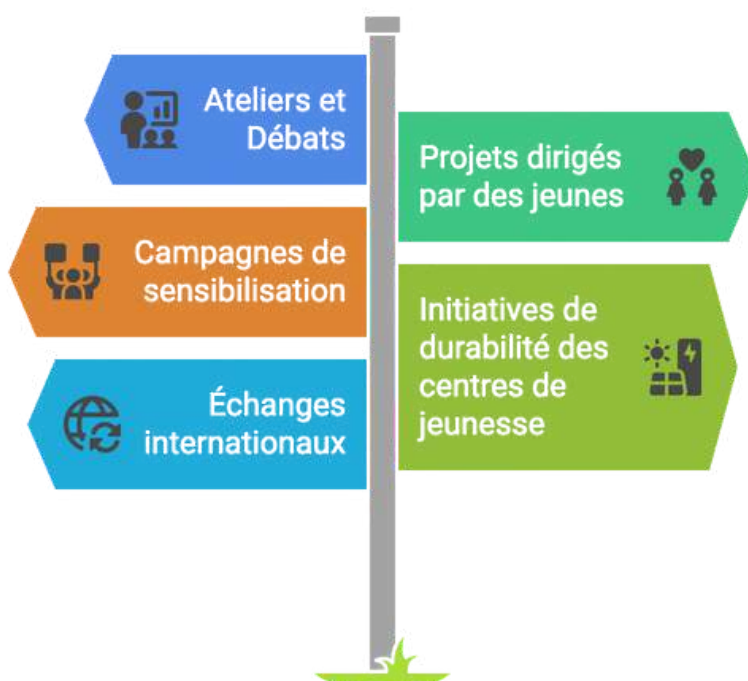 Ateliers et
Débats
Projets dirigés
par des jeunes
Campagnes de
sensibilisation
Initiatives de
durabilité des
centres de
jeunesse
Échanges
internationaux